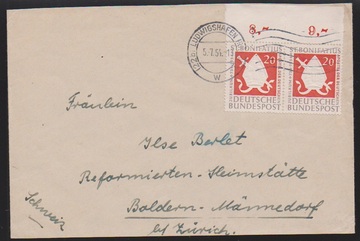 LUDWIGSHAFEN
5.7.54
W
BONIFATIUS
20
DEUTSCHE
BUNDESPOST
BONIFATIUS
20
DEUTSCHE
BUNDESPOST
Fräulein
Ilse Berlet
Reformierten-Heimstätte
Boldern-Männedorf
bei Zürich.
Schweiz